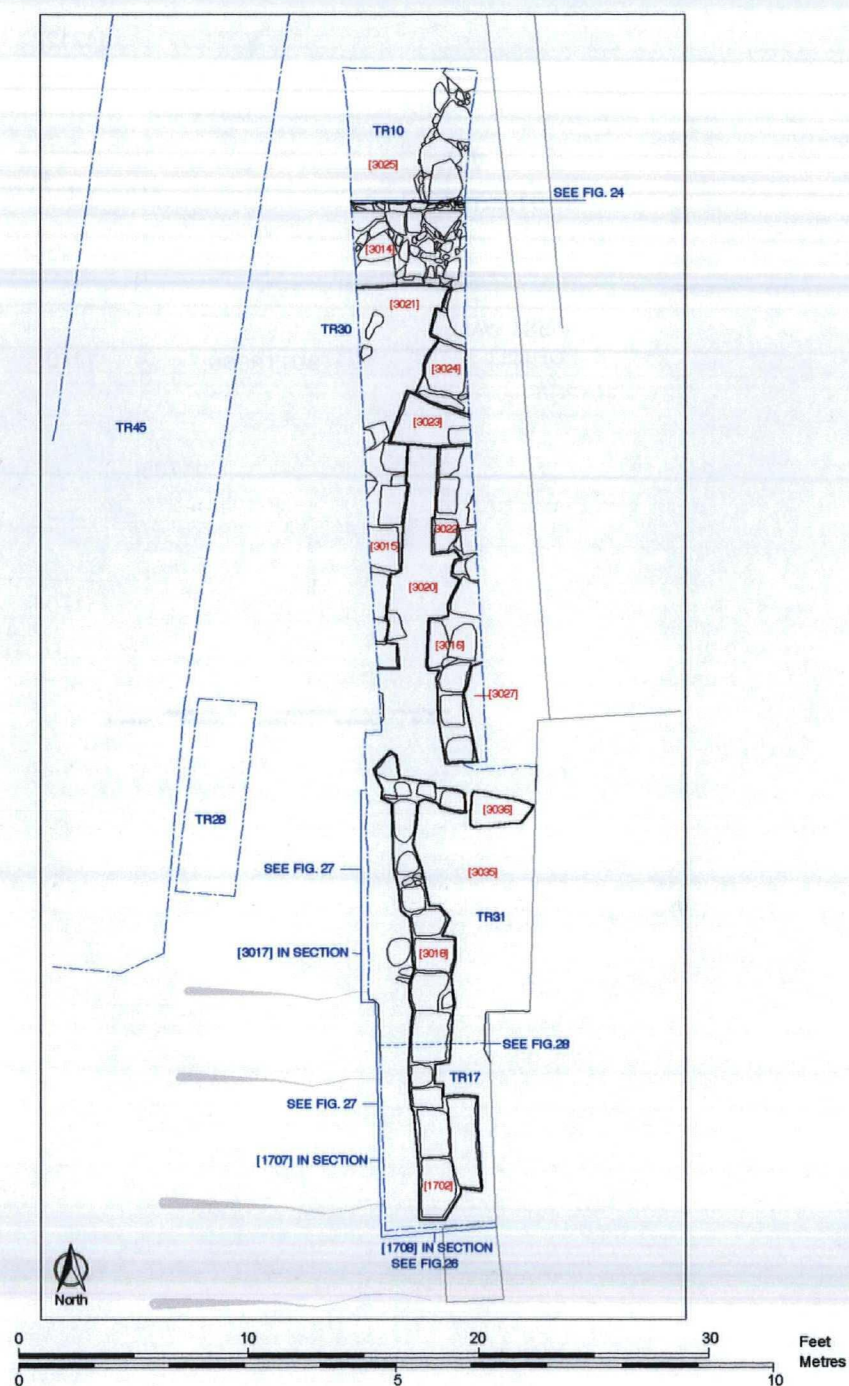 TR10
[3025]
SEE FIG. 24
[3014]
[3021]
TR30
[3024]
[3023]
TR45
[3022]
[3015]
[3020]
[3016]
[3027]
TR28
[3036]
SEE FIG. 27
[3035]
TR31
[3017] IN SECTION
[3018]
SEE FIG.28
TR17
SEE FIG. 27
[1707] IN SECTION
[1702]
[1708] IN SECTION
SEE FIG.26
North
0 10 20 30 Feet
Metres
0 5 10